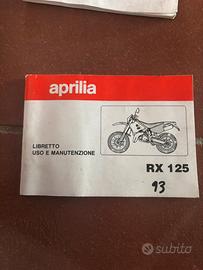 aprilia
LIBRETTO
USO E MANUTENZIONE
RX 125
93
subito